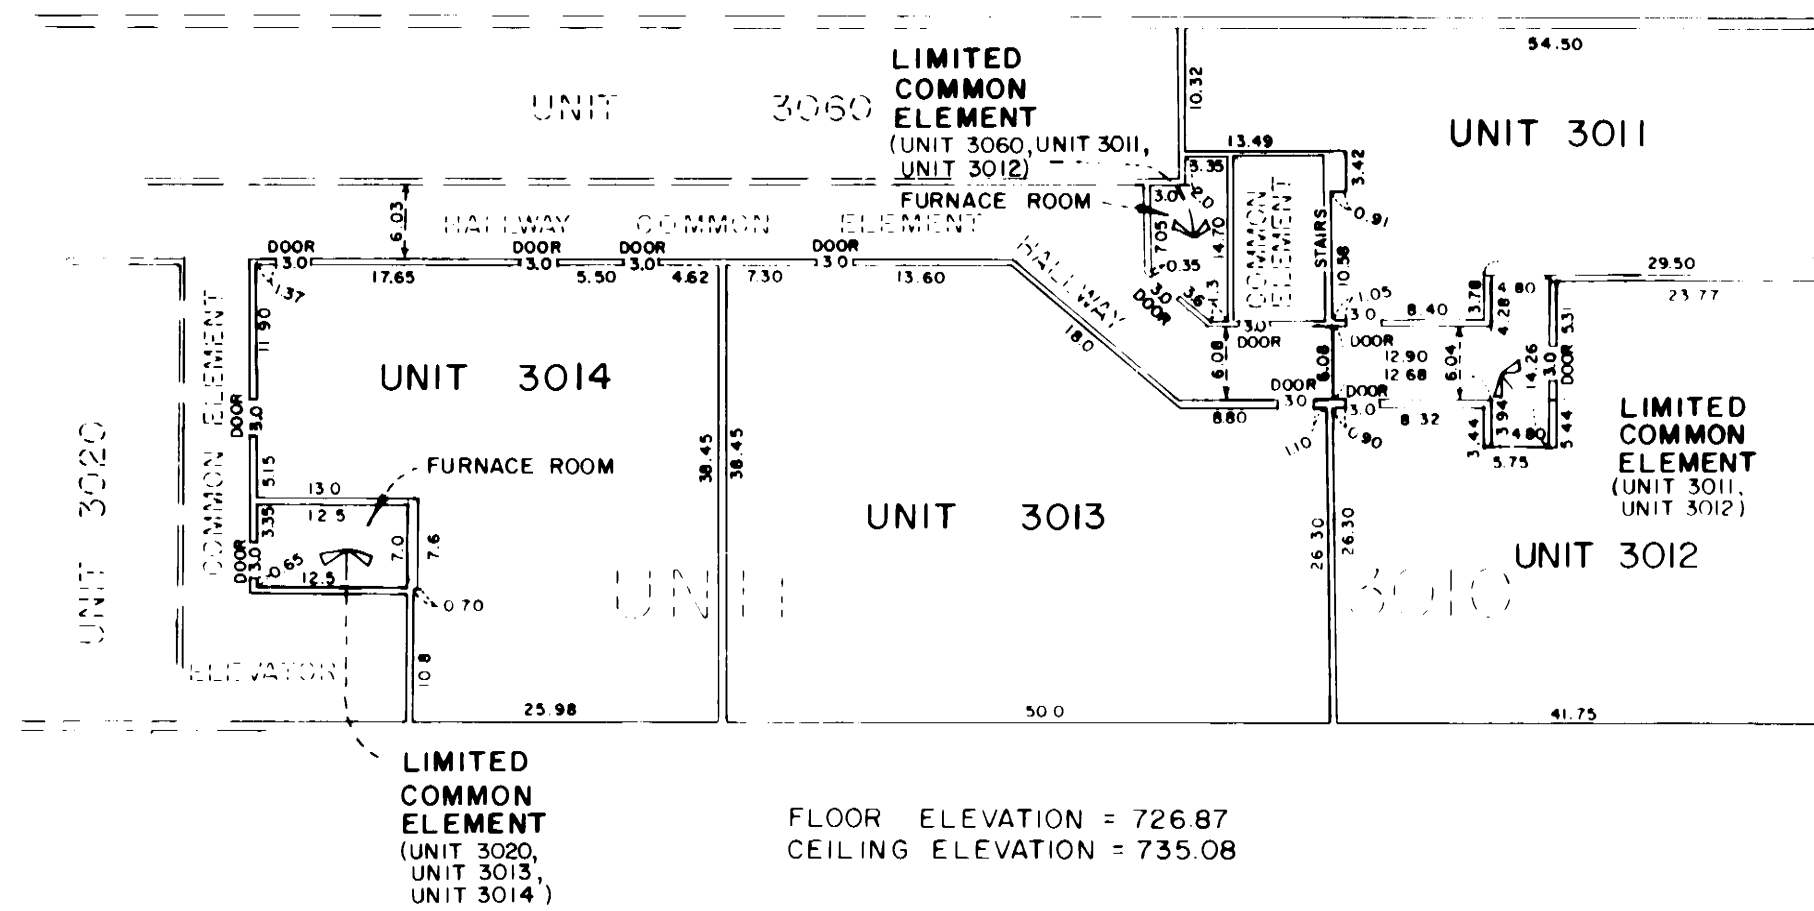 54.50
LIMITED
COMMON
ELEMENT
(UNIT 3060, UNIT 3011,
UNIT 3012)
FURNACE ROOM
UNIT 3060
UNIT 3011
10.32
13.49
3.42
3.35
3.0
2.0
7.05
14.70
COMMON
ELEMENT
STAIRS
0.91
10.58
6.03
HALLWAY COMMON ELEMENT
DOOR
3.0
17.65
DOOR
3.0
5.50
DOOR
3.0
4.62
7.30
DOOR
3.0
13.60
HALLWAY
18.0
0.35
3.0
DOOR
3.6
1.3
3.0
DOOR
1.05
3.0
DOOR
8.40
3.78
4.80
4.28
29.50
23.77
5.31
1.37
11.90
COMMON ELEMENT
UNIT 3014
6.08
6.08
12.90
12.68
6.04
14.26
3.0
DOOR
DOOR
3.0
DOOR
3.0
8.80
DOOR
3.0
8.32
3.94
4.80
3.44
5.75
5.44
1.10
0.90
LIMITED
COMMON
ELEMENT
(UNIT 3011,
UNIT 3012)
UNIT 3020
5.15
FURNACE ROOM
13.0
12.5
3.35
DOOR
3.0
0.65
12.5
7.0
7.6
0.70
38.45
38.45
UNIT 3013
26.30
26.30
UNIT 3012
UNIT 3010
ELEVATOR
10.8
25.98
50.0
41.75
LIMITED
COMMON
ELEMENT
(UNIT 3020,
UNIT 3013,
UNIT 3014)
FLOOR ELEVATION = 726.87
CEILING ELEVATION = 735.08